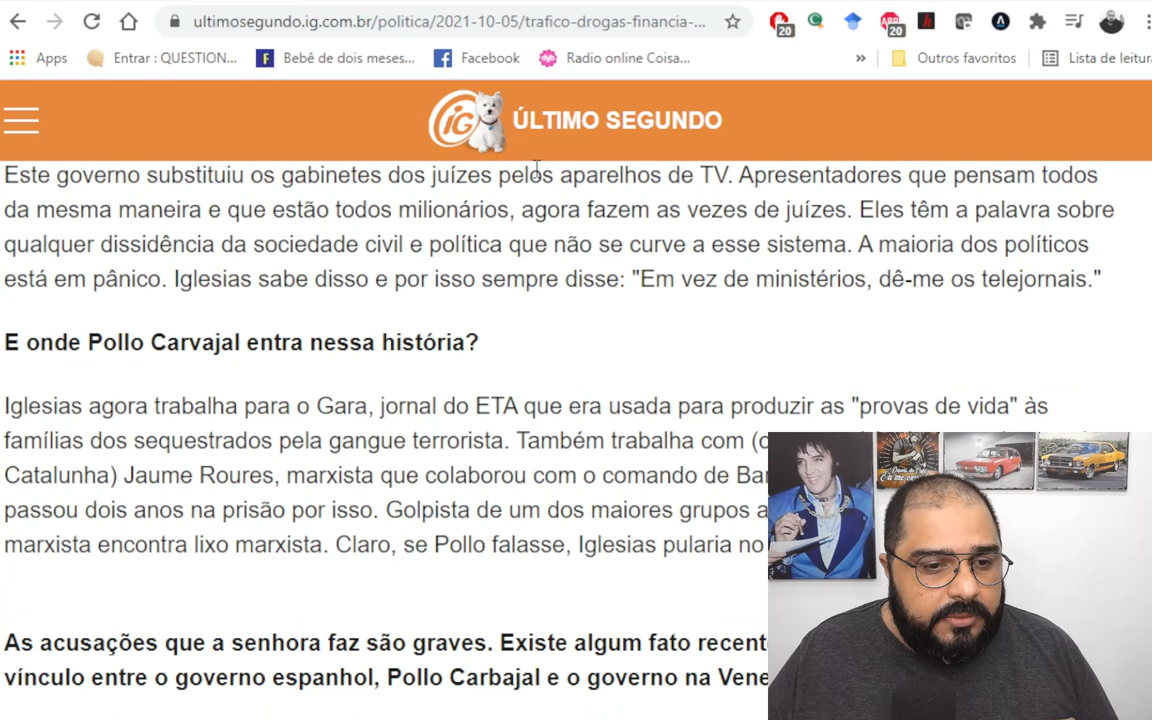 ultimosegundo.ig.com.br/politica/2021-10-05/trafico-drogas-financia-...
20
ABP
20
Apps
Entrar : QUESTION...
Bebê de dois meses...
Facebook
Radio online Coisa...
»
Outros favoritos
Lista de leitur
iG
ÚLTIMO SEGUNDO
Este governo substituiu os gabinetes dos juízes pelos aparelhos de TV. Apresentadores que pensam todos
da mesma maneira e que estão todos milionários, agora fazem as vezes de juízes. Eles têm a palavra sobre
qualquer dissidência da sociedade civil e política que não se curve a esse sistema. A maioria dos políticos
está em pânico. Iglesias sabe disso e por isso sempre disse: "Em vez de ministérios, dê-me os telejornais."
E onde Pollo Carvajal entra nessa história?
Iglesias agora trabalha para o Gara, jornal do ETA que era usada para produzir as "provas de vida" às
famílias dos sequestrados pela gangue terrorista. Também trabalha com (o
Catalunha) Jaume Roures, marxista que colaborou com o comando de Ba
passou dois anos na prisão por isso. Golpista de um dos maiores grupos a
marxista encontra lixo marxista. Claro, se Pollo falasse, Iglesias pularia no
As acusações que a senhora faz são graves. Existe algum fato recent
vínculo entre o governo espanhol, Pollo Carbajal e o governo na Vene